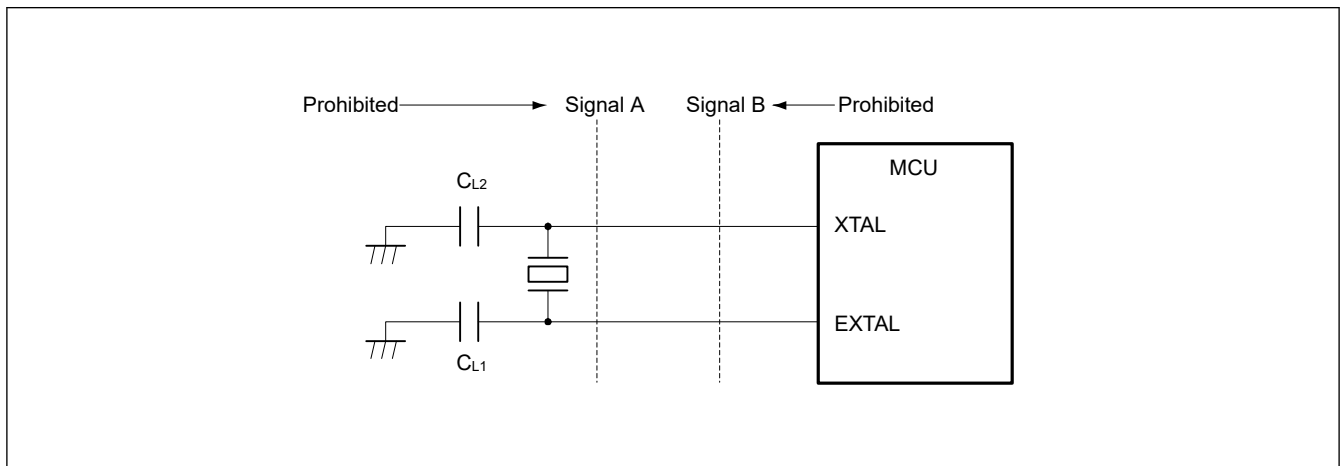 Prohibited Signal A Signal B Prohibited
MCU
CL2
XTAL
EXTAL
CL1